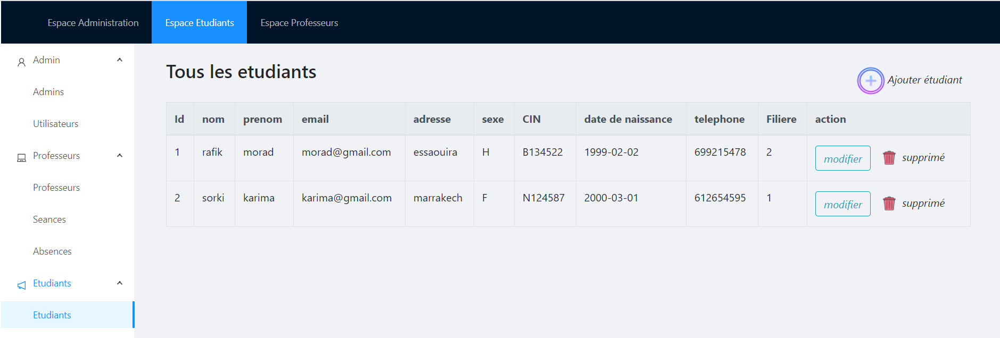 Espace Administration Espace Etudiants Espace Professeurs
Admin
Admins
Utilisateurs
Professeurs
Professeurs
Seances
Absences
Etudiants
Etudiants
Tous les etudiants
Ajouter étudiant
Id nom prenom email adresse sexe CIN date de naissance telephone Filiere action
1 rafik morad morad@gmail.com essaouira H B134522 1999-02-02 699215478 2 modifier supprimé
2 sorki karima karima@gmail.com marrakech F N124587 2000-03-01 612654595 1 modifier supprimé